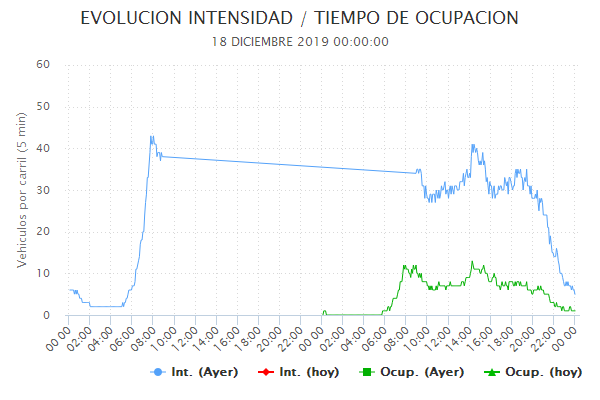 EVOLUCION INTENSIDAD / TIEMPO DE OCUPACION
18 DICIEMBRE 2019 00:00:00
Vehiculos por carril (5 min)
60
50
40
30
20
10
0
00:00 02:00 04:00 06:00 08:00 10:00 12:00 14:00 16:00 18:00 20:00 22:00 00:00 02:00 04:00 06:00 08:00 10:00 12:00 14:00 16:00 18:00 20:00 22:00 00:00
Int. (Ayer) Int. (hoy) Ocup. (Ayer) Ocup. (hoy)